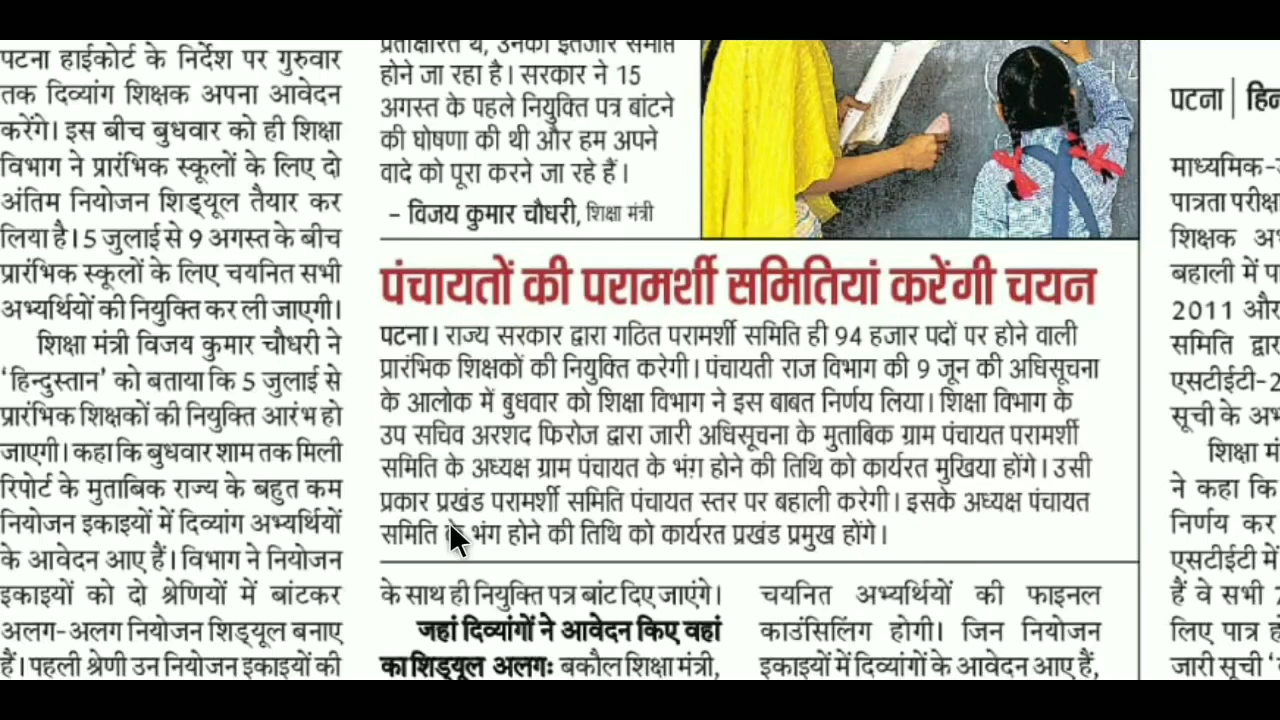 पटना हाईकोर्ट के निर्देश पर गुरुवार
तक दिव्यांग शिक्षक अपना आवेदन
करेंगे। इस बीच बुधवार को ही शिक्षा
विभाग ने प्रारंभिक स्कूलों के लिए दो
अंतिम नियोजन शिड्यूल तैयार कर
लिया है। 5 जुलाई से 9 अगस्त के बीच
प्रारंभिक स्कूलों के लिए चयनित सभी
अभ्यर्थियों की नियुक्ति कर ली जाएगी।
शिक्षा मंत्री विजय कुमार चौधरी ने
'हिन्दुस्तान' को बताया कि 5 जुलाई से
प्रारंभिक शिक्षकों की नियुक्ति आरंभ हो
जाएगी। कहा कि बुधवार शाम तक मिली
रिपोर्ट के मुताबिक राज्य के बहुत कम
नियोजन इकाइयों में दिव्यांग अभ्यर्थियों
के आवेदन आए हैं। विभाग ने नियोजन
इकाइयों को दो श्रेणियों में बांटकर
अलग-अलग नियोजन शिड्यूल बनाए
हैं। पहली श्रेणी उन नियोजन इकाइयों की
प्रतीक्षारत थे, उनका इंतजार समाप्त
होने जा रहा है। सरकार ने 15
अगस्त के पहले नियुक्ति पत्र बांटने
की घोषणा की थी और हम अपने
वादे को पूरा करने जा रहे हैं।
- विजय कुमार चौधरी, शिक्षा मंत्री
पंचायतों की परामर्शी समितियां करेंगी चयन
पटना। राज्य सरकार द्वारा गठित परामर्शी समिति ही 94 हजार पदों पर होने वाली
प्रारंभिक शिक्षकों की नियुक्ति करेगी। पंचायती राज विभाग की 9 जून की अधिसूचना
के आलोक में बुधवार को शिक्षा विभाग ने इस बाबत निर्णय लिया। शिक्षा विभाग के
उप सचिव अरशद फिरोज द्वारा जारी अधिसूचना के मुताबिक ग्राम पंचायत परामर्शी
समिति के अध्यक्ष ग्राम पंचायत के भंग होने की तिथि को कार्यरत मुखिया होंगे। उसी
प्रकार प्रखंड परामर्शी समिति पंचायत स्तर पर बहाली करेगी। इसके अध्यक्ष पंचायत
समिति के भंग होने की तिथि को कार्यरत प्रखंड प्रमुख होंगे।
के साथ ही नियुक्ति पत्र बांट दिए जाएंगे।
जहां दिव्यांगों ने आवेदन किए वहां
का शिड्यूल अलगः बकौल शिक्षा मंत्री,
चयनित अभ्यर्थियों की फाइनल
काउंसिलिंग होगी। जिन नियोजन
इकाइयों में दिव्यांगों के आवेदन आए हैं,
पटना
माध्यमिक-
पात्रता परीक्षा
शिक्षक
बहाली में
2011 और
समिति
एसटीईटी-2
सूची के
शिक्षा
ने कहा कि
निर्णय कर
एसटीईटी में
हैं वे सभी
लिए पात्र
जारी सूची